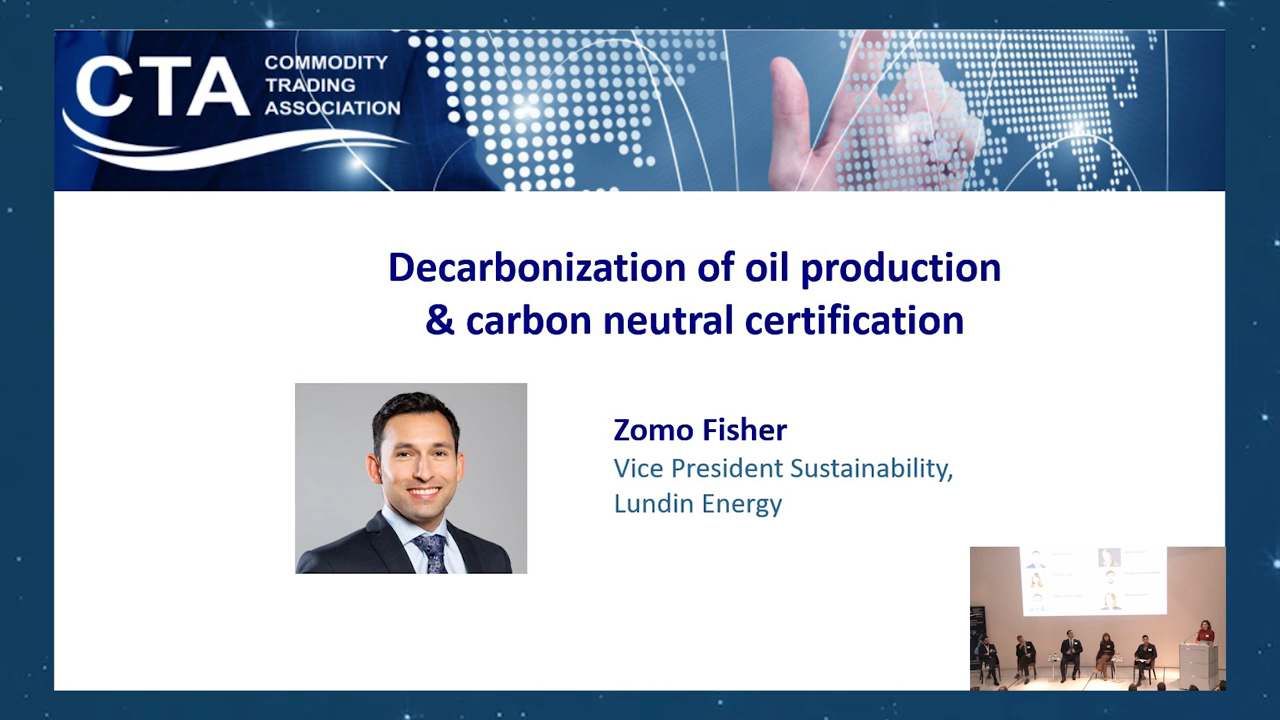 CTA
COMMODITY
TRADING
ASSOCIATION
Decarbonization of oil production
& carbon neutral certification
Zomo Fisher
Vice President Sustainability,
Lundin Energy